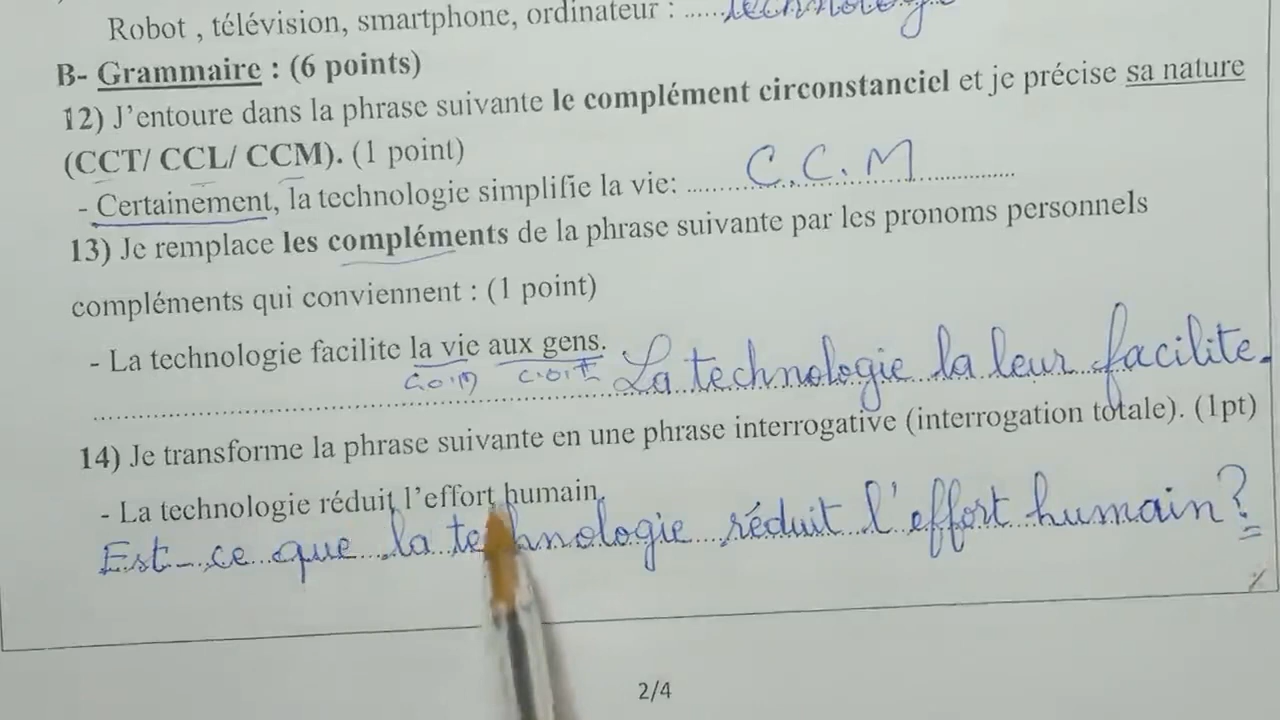 Robot , télévision, smartphone, ordinateur : ......technologie
B- Grammaire : (6 points)
12) J'entoure dans la phrase suivante le complément circonstanciel et je précise sa nature
(CCT/ CCL/ CCM). (1 point)
- Certainement, la technologie simplifie la vie: ...... C.C.M ......
13) Je remplace les compléments de la phrase suivante par les pronoms personnels
compléments qui conviennent : (1 point)
- La technologie facilite la vie aux gens. La technologie la leur facilite.
14) Je transforme la phrase suivante en une phrase interrogative (interrogation totale). (1pt)
- La technologie réduit l'effort humain.
Est-ce que la technologie réduit l'effort humain?
2/4